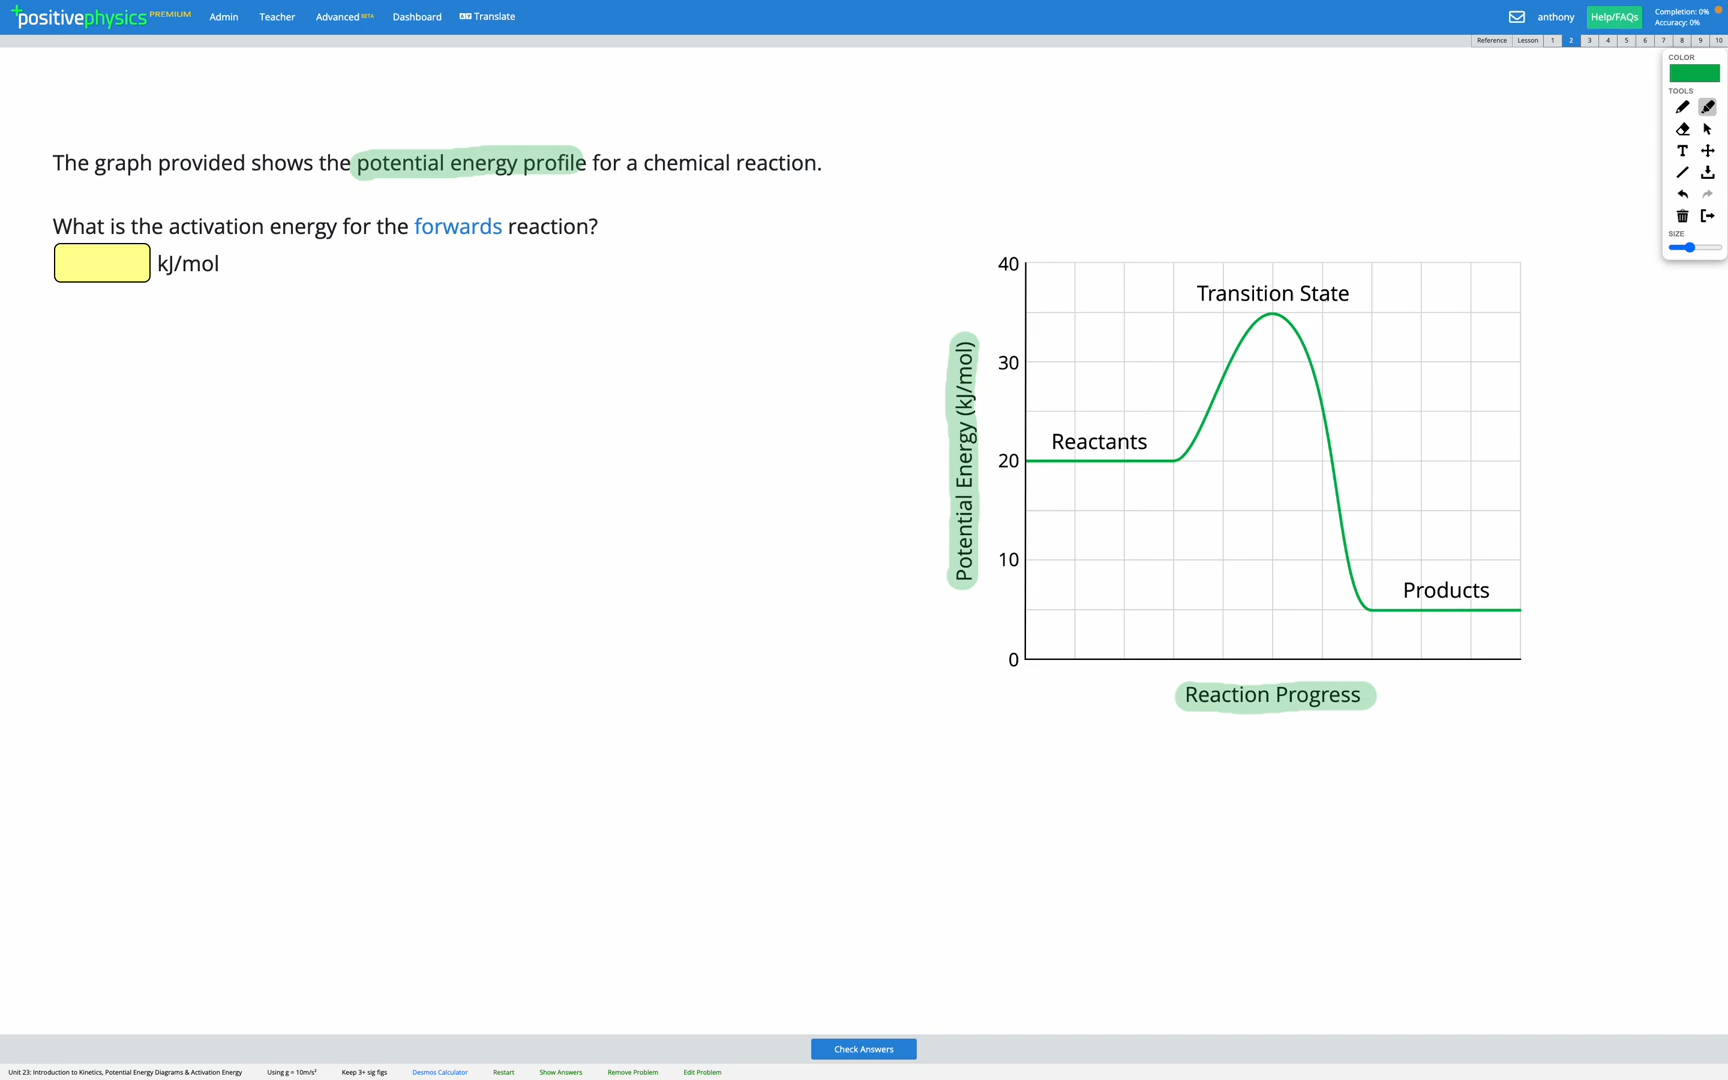 +positivephysics PREMIUM Admin Teacher Advanced BETA Dashboard Translate anthony Help/FAQs Completion: 0%
Accuracy: 0%
Reference Lesson 1 2 3 4 5 6 7 8 9 10
COLOR
TOOLS
T
SIZE
The graph provided shows the potential energy profile for a chemical reaction.
What is the activation energy for the forwards reaction?
kJ/mol
40
Transition State
30
Reactants
20
10
Products
0
Potential Energy (kJ/mol)
Reaction Progress
Check Answers
Unit 23: Introduction to Kinetics, Potential Energy Diagrams & Activation Energy Using g = 10m/s² Keep 3+ sig figs Desmos Calculator Restart Show Answers Remove Problem Edit Problem